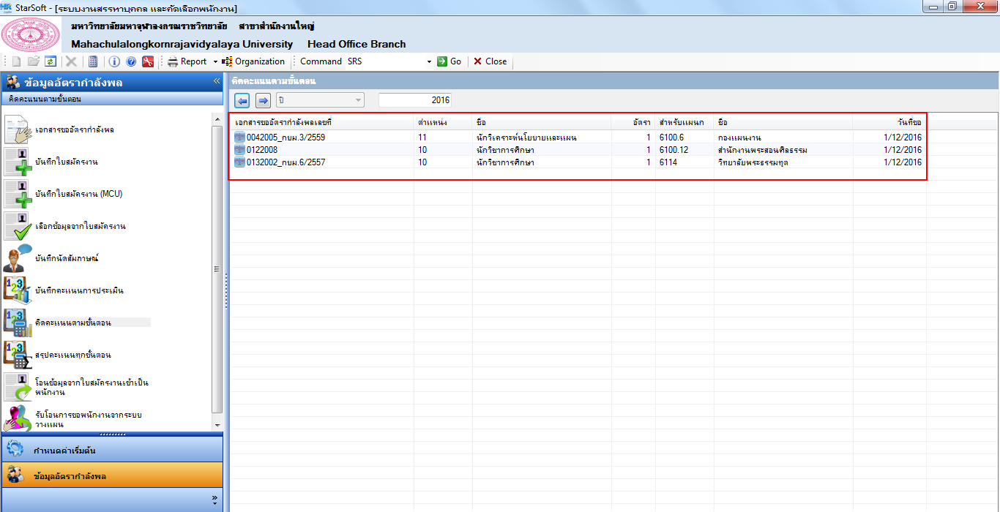 StarSoft - [ระบบงานสรรหาบุคคล และคัดเลือกพนักงาน]
มหาวิทยาลัยมหาจุฬาลงกรณราชวิทยาลัย สาขาสำนักงานใหญ่
Mahachulalongkornrajavidyalaya University Head Office Branch
Report Organization Command SRS Go Close
ข้อมูลอัตรากำลังพล
คิดคะแนนตามขั้นตอน
เอกสารขออัตรากำลังพล
บันทึกใบสมัครงาน
บันทึกใบสมัครงาน (MCU)
เลือกข้อมูลจากใบสมัครงาน
บันทึกนัดสัมภาษณ์
บันทึกคะแนนการประเมิน
คิดคะแนนตามขั้นตอน
สรุปคะแนนทุกขั้นตอน
โอนข้อมูลจากใบสมัครงานเข้าเป็น
พนักงาน
รับโอนการขอพนักงานจากระบบ
วางแผน
กำหนดค่าเริ่มต้น
ข้อมูลอัตรากำลังพล
คิดคะแนนตามขั้นตอน
ปี 2016
เอกสารขออัตรากำลังพลเลขที่ ตำแหน่ง ชื่อ อัตรา สำหรับแผนก ชื่อ วันที่ขอ
0042005_กบม.3/2559 11 นักวิเคราะห์นโยบายและแผน 1 6100.6 กองแผนงาน 1/12/2016
0122008 10 นักวิชาการศึกษา 1 6100.12 สำนักงานพระสอนศีลธรรม 1/12/2016
0132002_กบม.6/2557 10 นักวิชาการศึกษา 1 6114 วิทยาลัยพระธรรมทูต 1/12/2016